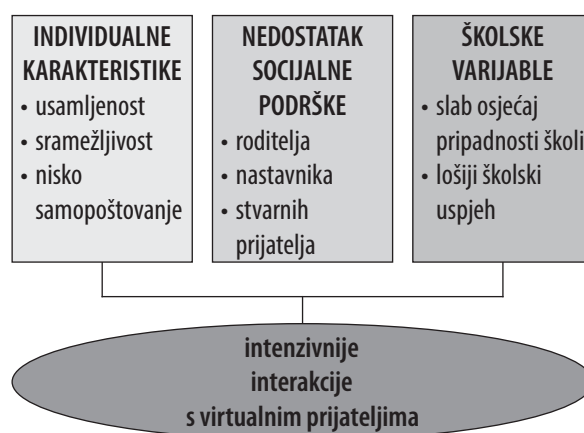 INDIVIDUALNE
KARAKTERISTIKE
• usamljenost
• sramežljivost
• nisko
samopoštovanje
NEDOSTATAK
SOCIJALNE
PODRŠKE
• roditelja
• nastavnika
• stvarnih
prijatelja
ŠKOLSKE
VARIJABLE
• slab osjećaj
pripadnosti školi
• lošiji školski
uspjeh
intenzivnije
interakcije
s virtualnim prijateljima